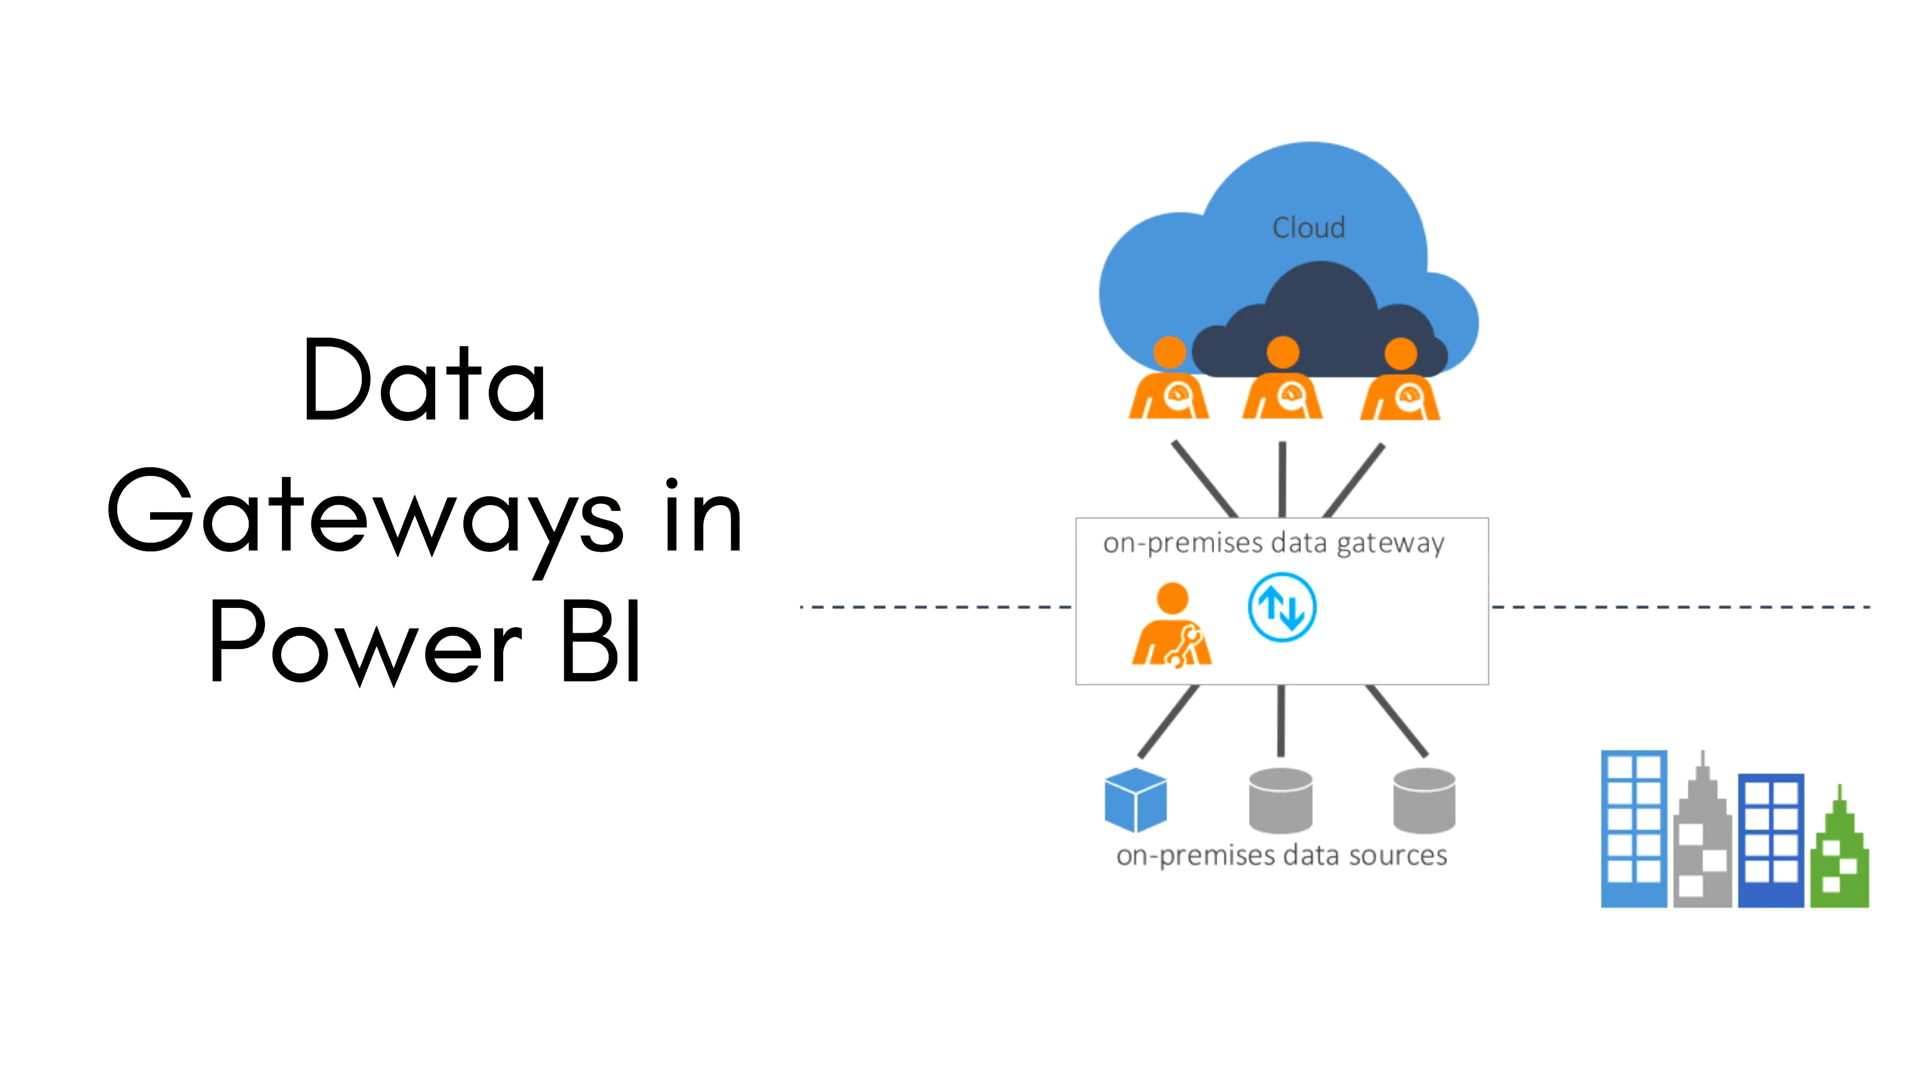 Data
Gateways in
Power BI
Cloud
on-premises data gateway
on-premises data sources